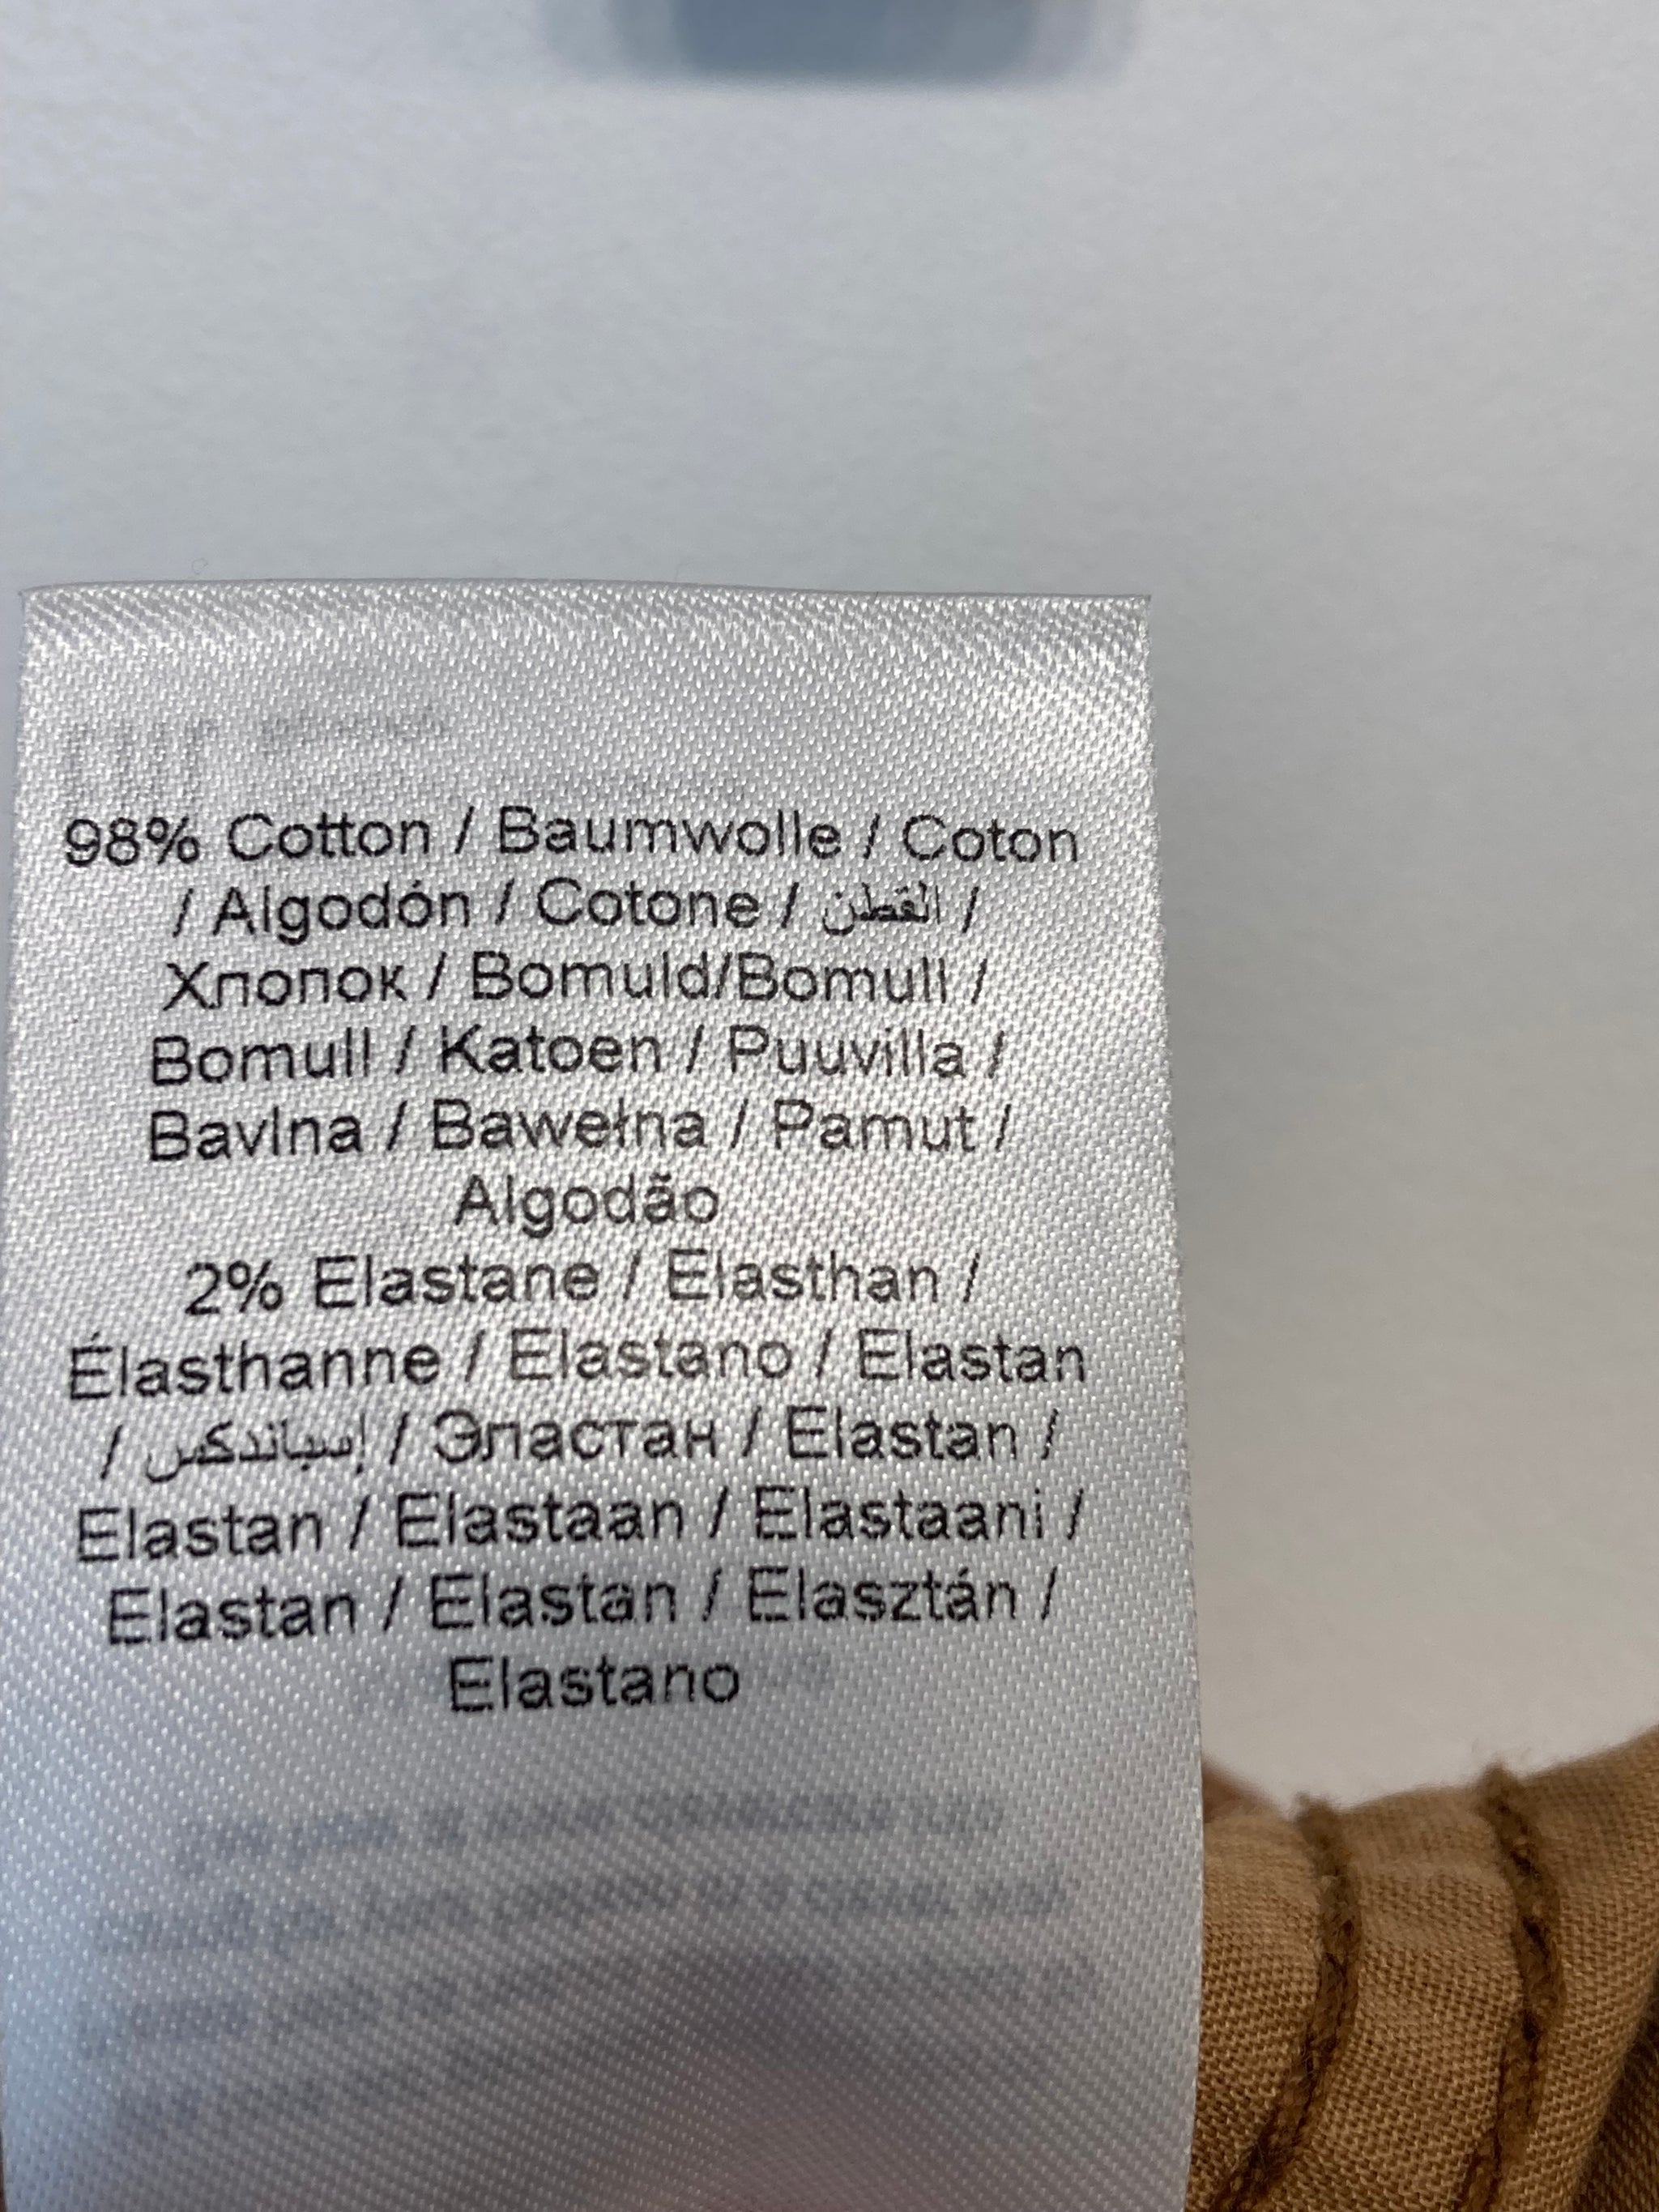 98% Cotton / Baumwolle / Coton
/ Algodón / Cotone / القطن /
Хлопок / Bomuld/Bomull /
Bomull / Katoen / Puuvilla /
Bavlna / Bawełna / Pamut /
Algodão
2% Elastane / Elasthan /
Élasthanne / Elastano / Elastan
/ إسباندكس / Эластан / Elastan /
Elastan / Elastaan / Elastaani /
Elastan / Elastan / Elasztán /
Elastano